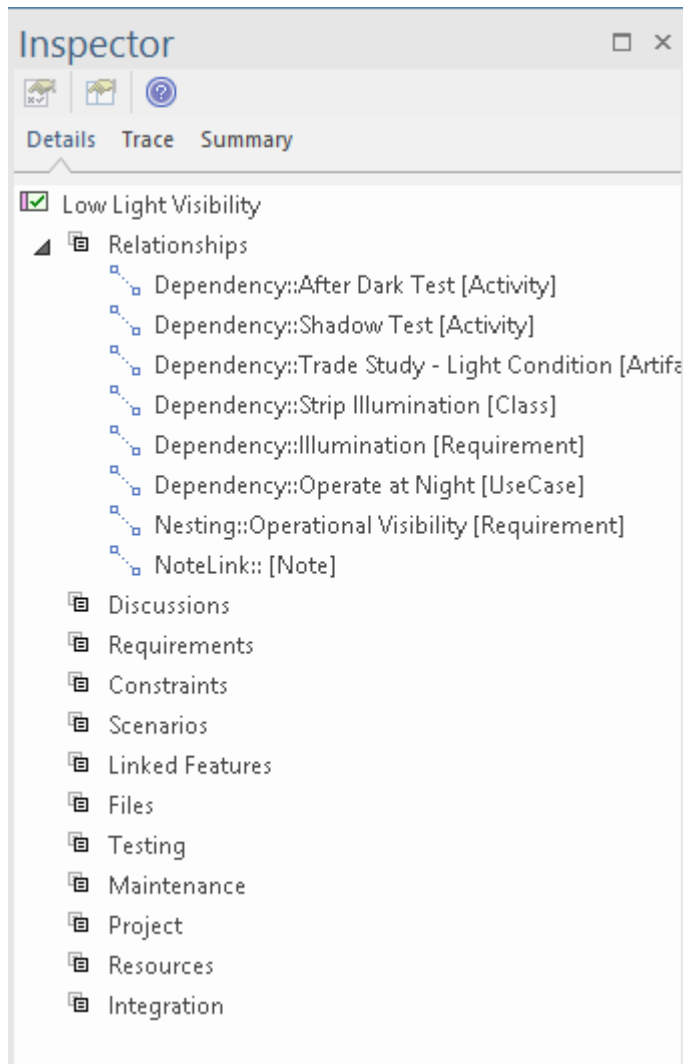 Inspector
Details Trace Summary
Low Light Visibility
Relationships
Dependency::After Dark Test [Activity]
Dependency::Shadow Test [Activity]
Dependency::Trade Study - Light Condition [Artifa
Dependency::Strip Illumination [Class]
Dependency::Illumination [Requirement]
Dependency::Operate at Night [UseCase]
Nesting::Operational Visibility [Requirement]
NoteLink:: [Note]
Discussions
Requirements
Constraints
Scenarios
Linked Features
Files
Testing
Maintenance
Project
Resources
Integration